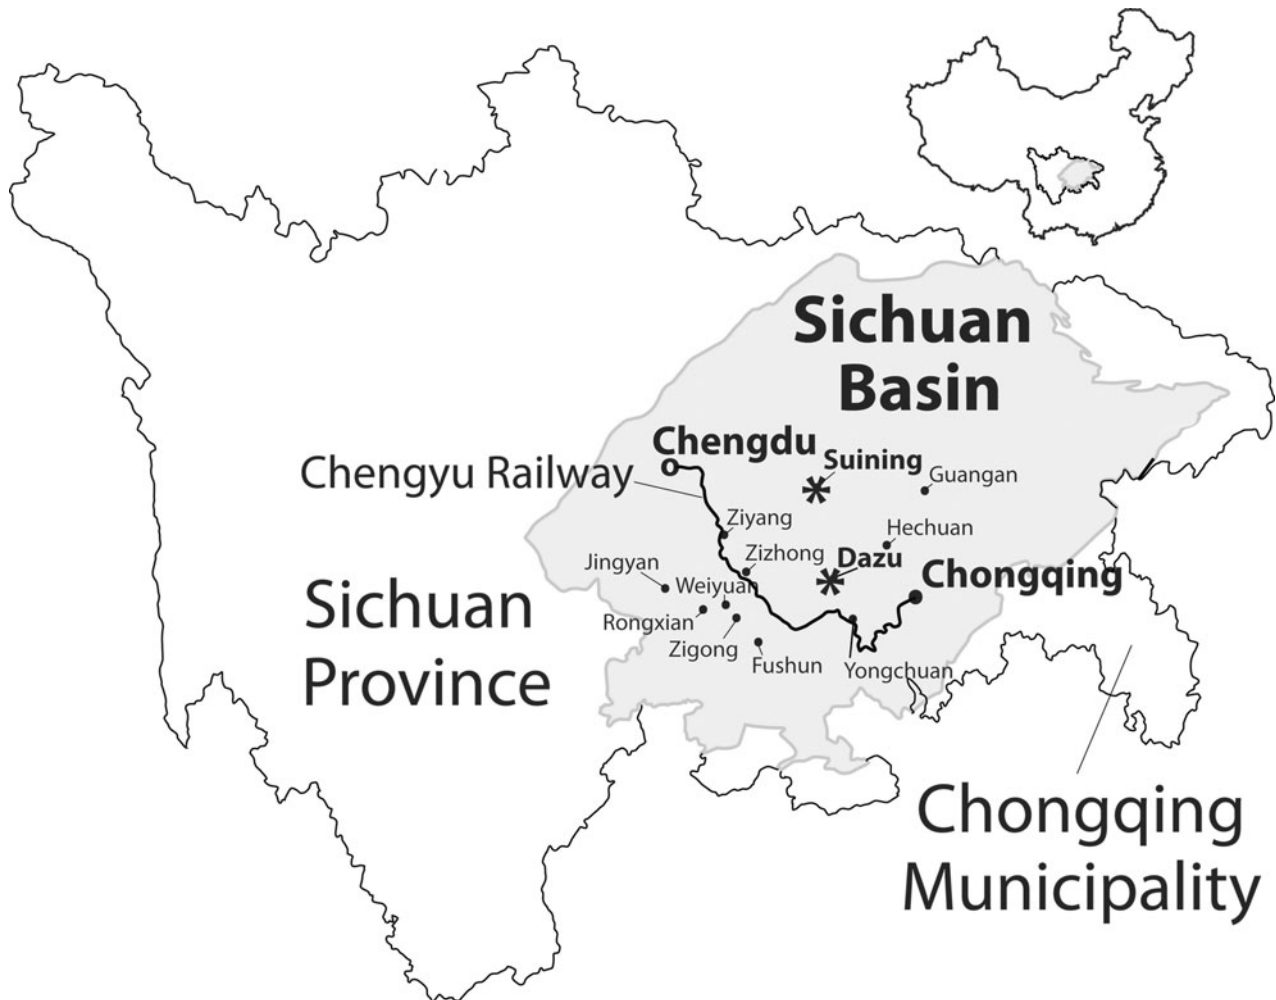 Sichuan
Basin
Chengdu
Suining
Guangan
Chengyu Railway
Ziyang
Hechuan
Zizhong
Dazu
Jingyan
Weiyuan
Chongqing
Sichuan
Province
Rongxian
Zigong
Fushun
Yongchuan
Chongqing
Municipality